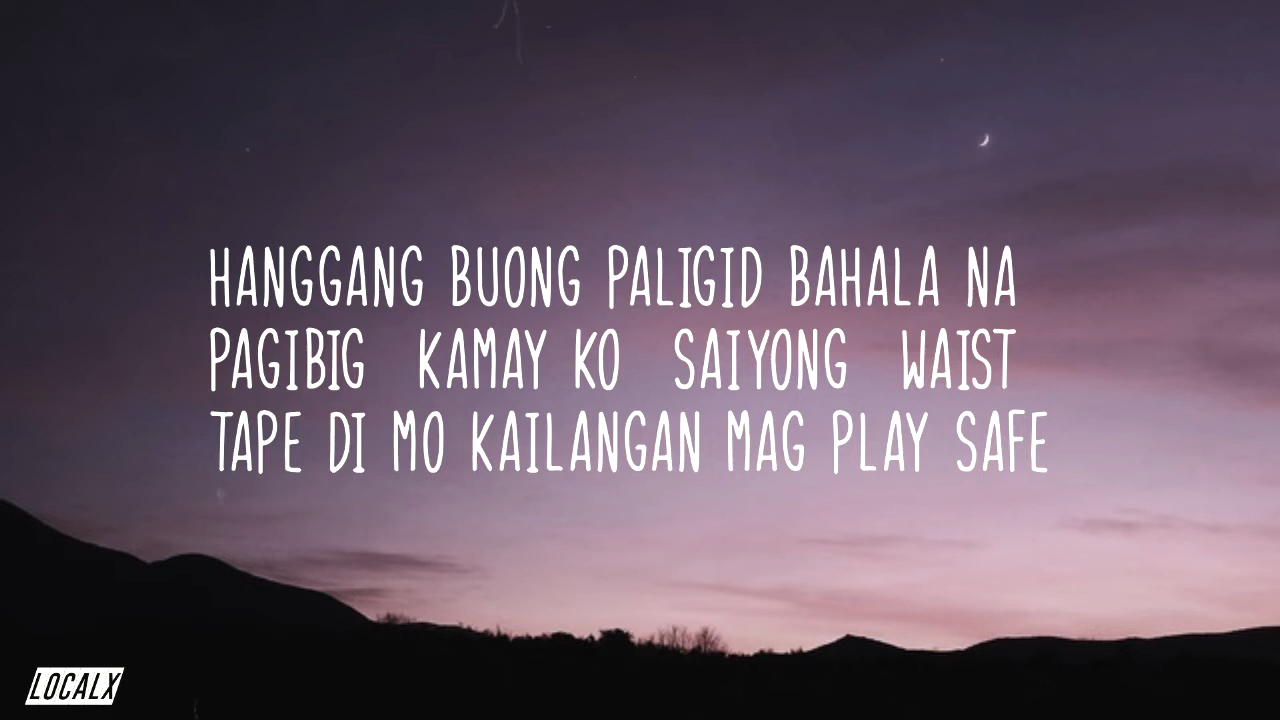 HANGGANG BUONG PALIGID BAHALA NA
PAGIBIG KAMAY KO SAIYONG WAIST
TAPE DI MO KAILANGAN MAG PLAY SAFE
LOCALX